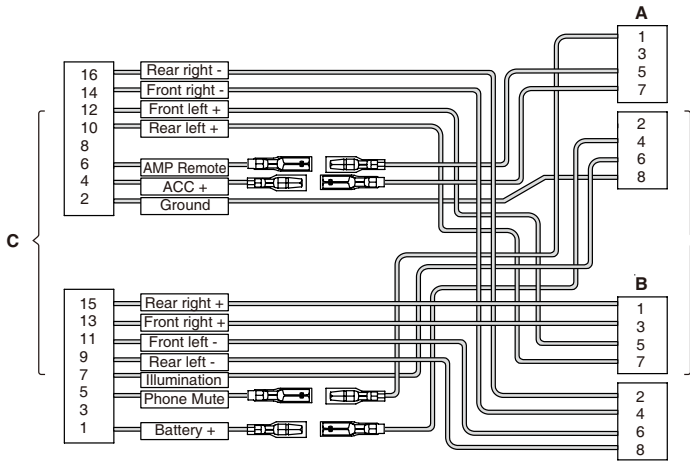 A
1
3
5
7
2
4
6
8
16 Rear right -
14 Front right -
12 Front left +
10 Rear left +
8
6 AMP Remote
4 ACC +
2 Ground
C
B
15 Rear right +
13 Front right +
11 Front left -
9 Rear left -
7 Illumination
5 Phone Mute
3
1 Battery +
1
3
5
7
2
4
6
8